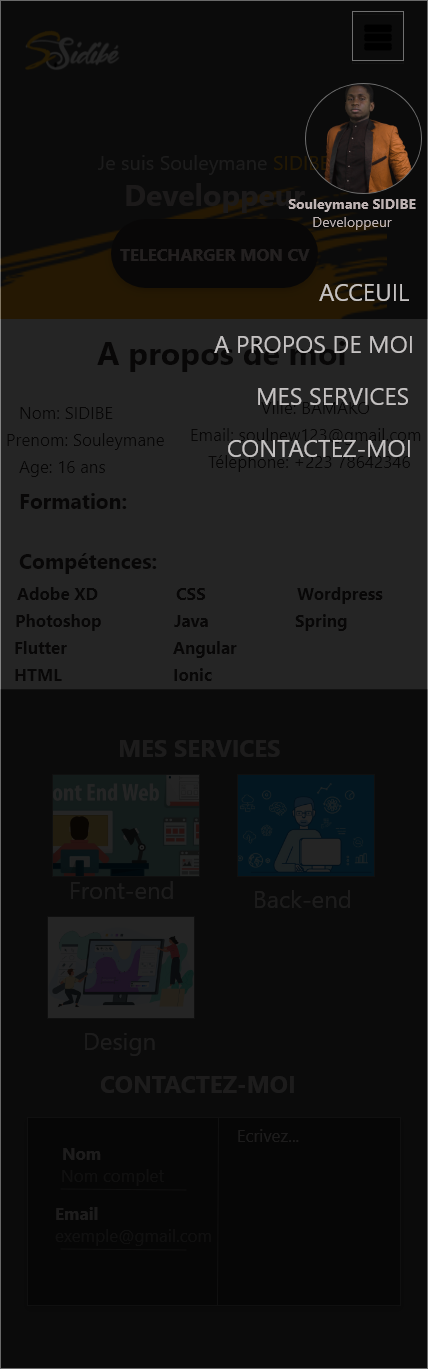 Sidibé
Je suis Souleymane SIDIBE
Developpeur
TELECHARGER MON CV
Souleymane SIDIBE
Developpeur
ACCEUIL
A PROPOS DE MOI
MES SERVICES
CONTACTEZ-MOI
A propos de moi
Nom: SIDIBE
Ville: BAMAKO
Prenom: Souleymane
Email: soulnew123@gmail.com
Age: 16 ans
Téléphone: +223 78642346
Formation:
Compétences:
Adobe XD CSS Wordpress
Photoshop Java Spring
Flutter Angular
HTML Ionic
MES SERVICES
ont End Web
Front-end
Back-end
Design
CONTACTEZ-MOI
Nom
Nom complet
Email
exemple@gmail.com
Ecrivez...